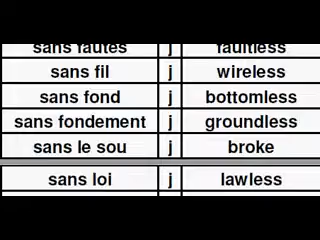 sans fautes j faultless
sans fil j wireless
sans fond j bottomless
sans fondement j groundless
sans le sou j broke
sans loi j lawless